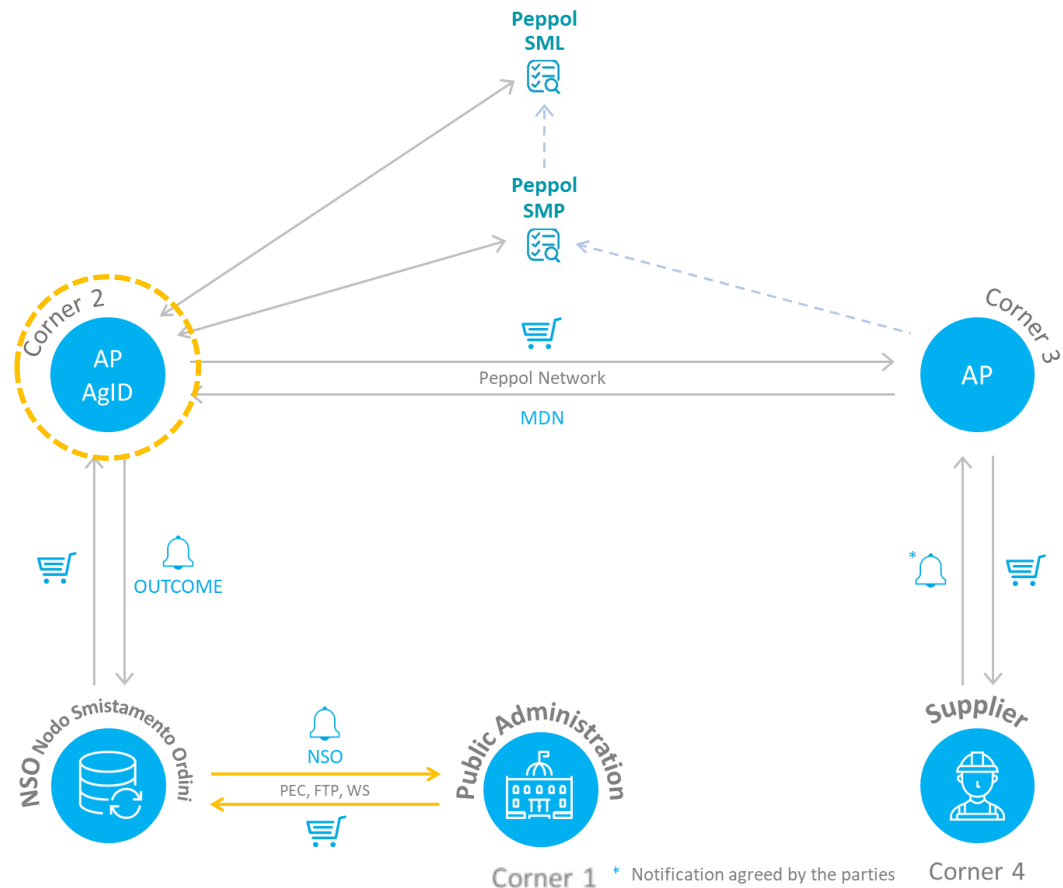 Peppol
SML
Peppol
SMP
Corner 2
Corner 3
AP
AgID
AP
Peppol Network
MDN
OUTCOME
*
NSO Nodo Smistamento Ordini
Public Administration
Supplier
NSO
PEC, FTP, WS
Corner 1
* Notification agreed by the parties
Corner 4